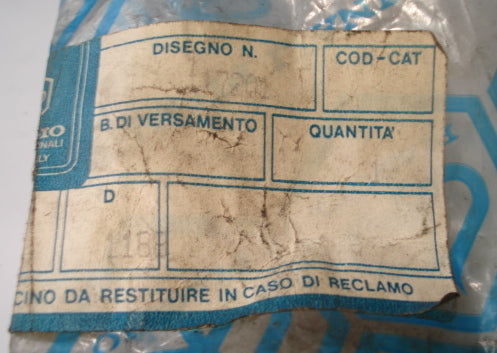 DISEGNO N.
COD-CAT
B. DI VERSAMENTO
QUANTITA'
D
CINO DA RESTITUIRE IN CASO DI RECLAMO